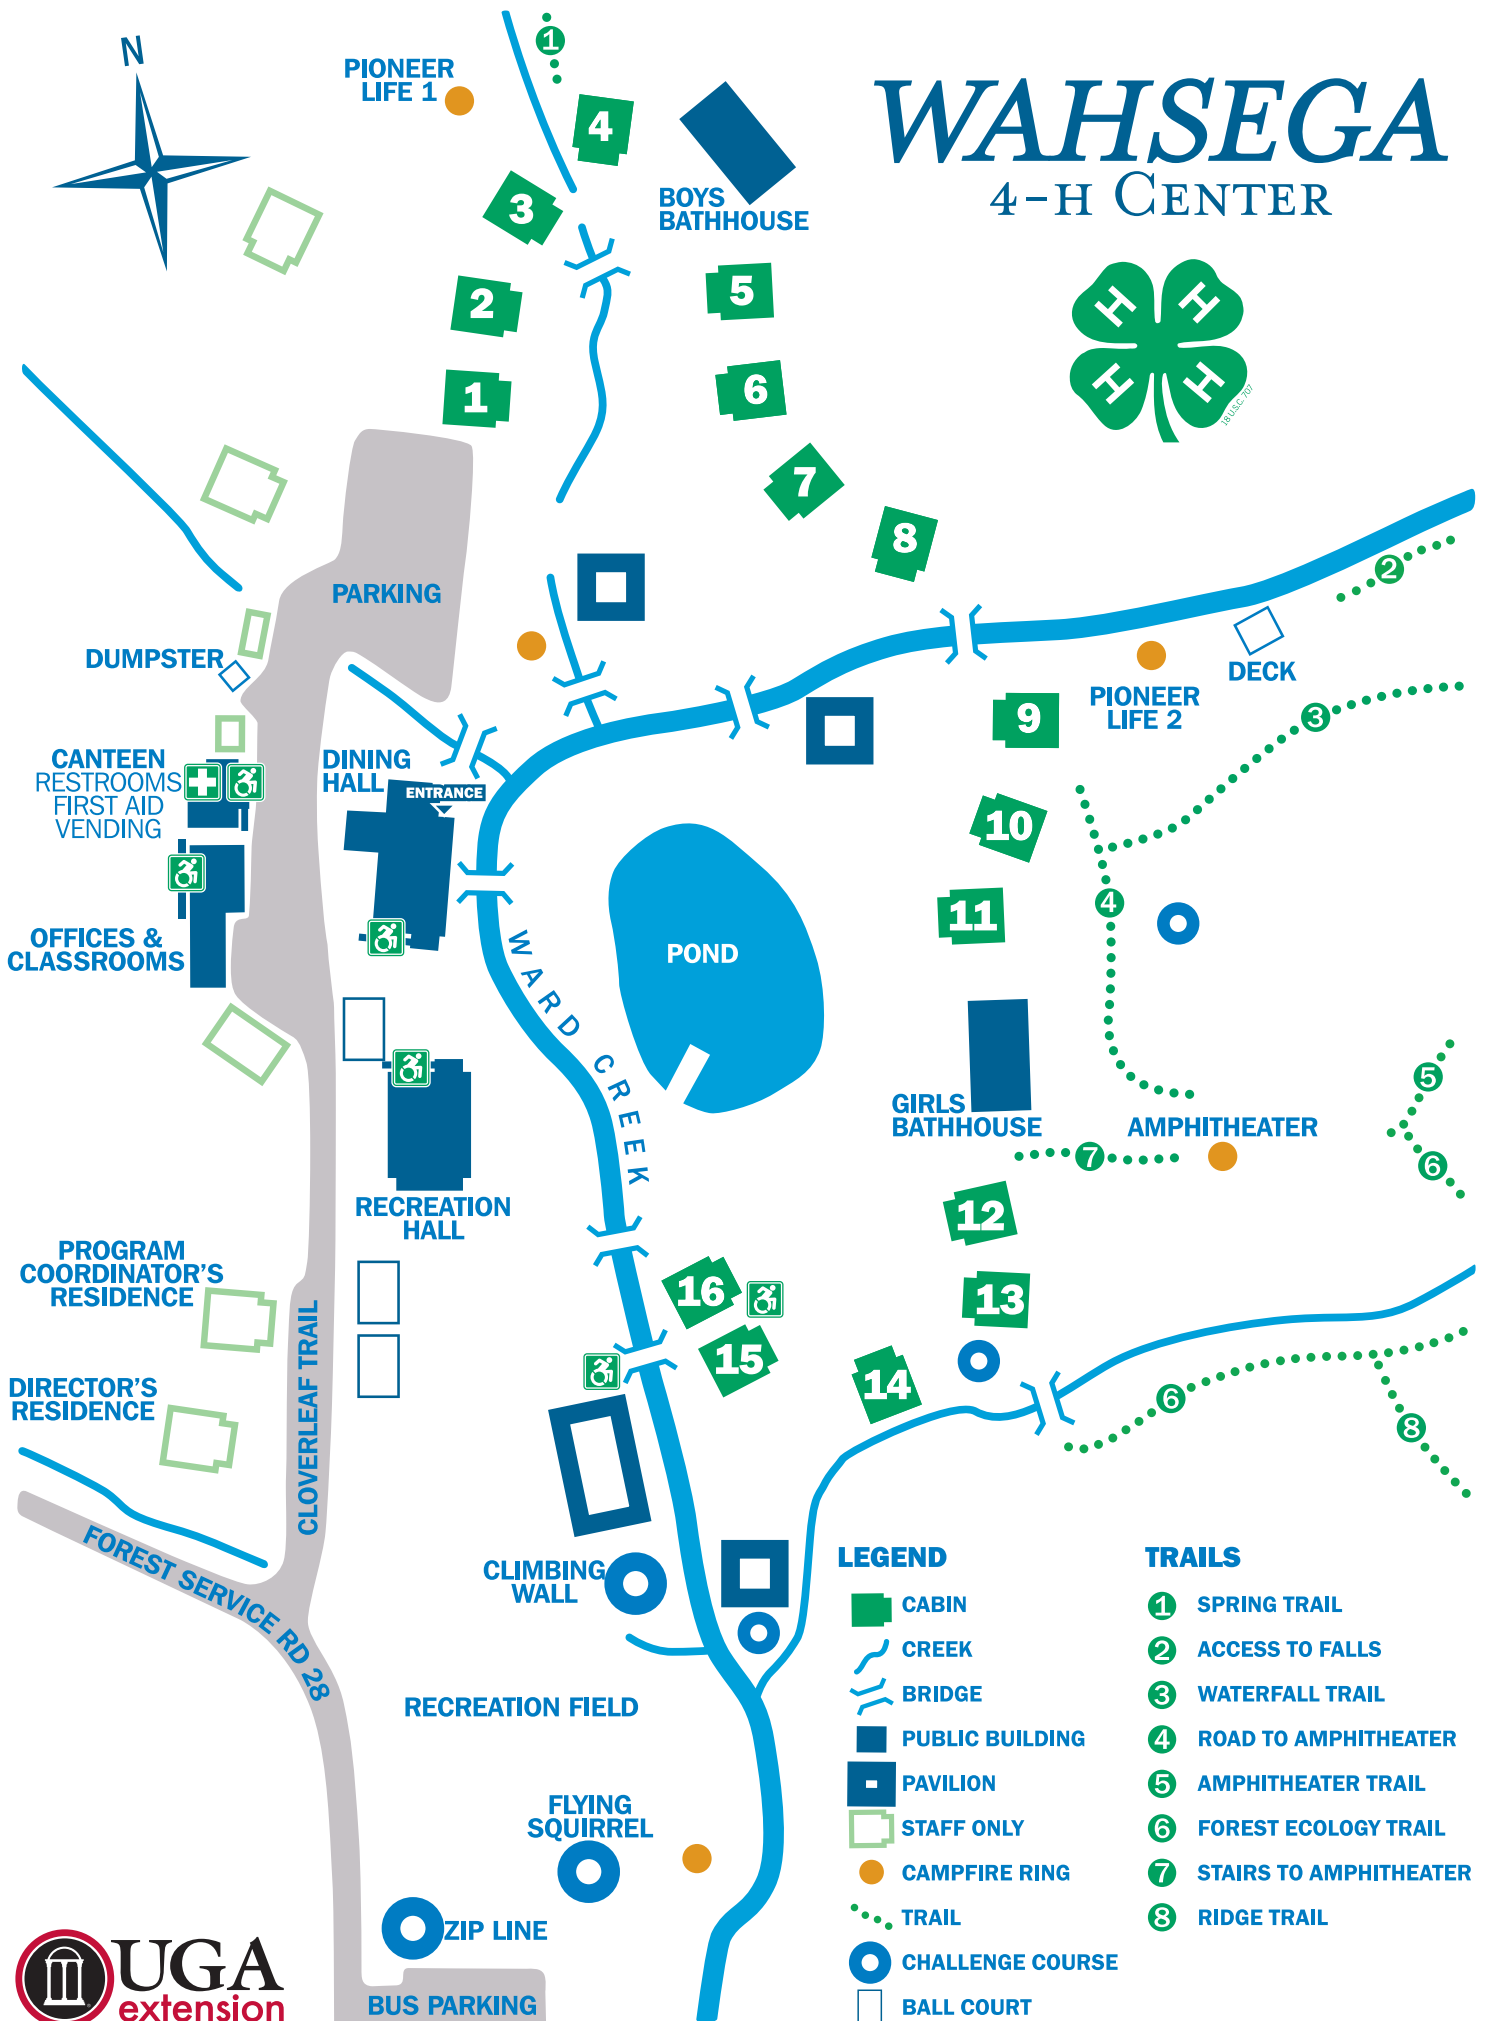 N
WAHSEGA
4-H CENTER
H H
H H
18 U.S.C. 707
PIONEER
LIFE 1
1
4
BOYS
BATHHOUSE
3
2
5
1
6
7
8
PARKING
2
DUMPSTER
DECK
PIONEER
LIFE 2
9
3
CANTEEN
RESTROOMS
FIRST AID
VENDING
DINING
HALL
ENTRANCE
10
4
11
OFFICES &
CLASSROOMS
WARD CREEK
POND
GIRLS
BATHHOUSE
AMPHITHEATER
5
7
6
RECREATION
HALL
12
PROGRAM
COORDINATOR'S
RESIDENCE
16
13
15
14
DIRECTOR'S
RESIDENCE
CLOVERLEAF TRAIL
6
8
FOREST SERVICE RD 28
CLIMBING
WALL
RECREATION FIELD
FLYING
SQUIRREL
ZIP LINE
BUS PARKING
LEGEND
CABIN
CREEK
BRIDGE
PUBLIC BUILDING
PAVILION
STAFF ONLY
CAMPFIRE RING
TRAIL
CHALLENGE COURSE
BALL COURT
TRAILS
1 SPRING TRAIL
2 ACCESS TO FALLS
3 WATERFALL TRAIL
4 ROAD TO AMPHITHEATER
5 AMPHITHEATER TRAIL
6 FOREST ECOLOGY TRAIL
7 STAIRS TO AMPHITHEATER
8 RIDGE TRAIL
UGA
extension